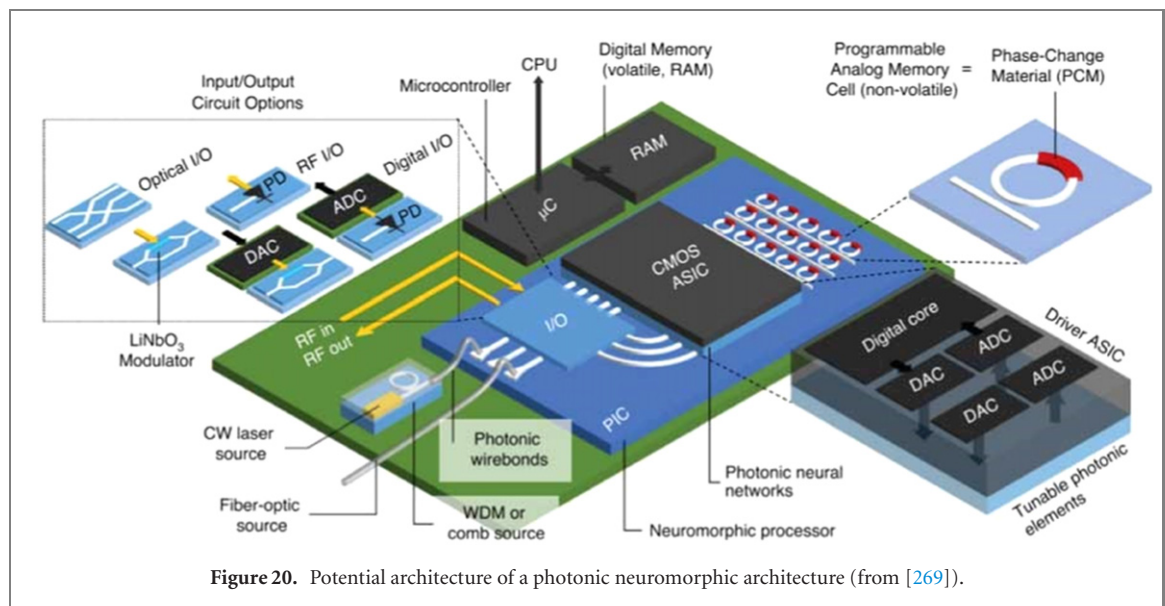 Input/Output
Circuit Options
Optical I/O
RF I/O
Digital I/O
PD
ADC
PD
DAC
LiNbO₃
Modulator
Microcontroller
CPU
Digital Memory
(volatile, RAM)
RAM
µC
Programmable
Analog Memory
Cell (non-volatile)
=
Phase-Change
Material (PCM)
CMOS
ASIC
I/O
RF in
RF out
PIC
CW laser
source
Photonic
wirebonds
Fiber-optic
source
WDM or
comb source
Photonic neural
networks
Neuromorphic processor
Digital core
Driver ASIC
ADC
DAC
ADC
DAC
Tunable photonic
elements
Figure 20. Potential architecture of a photonic neuromorphic architecture (from [269]).